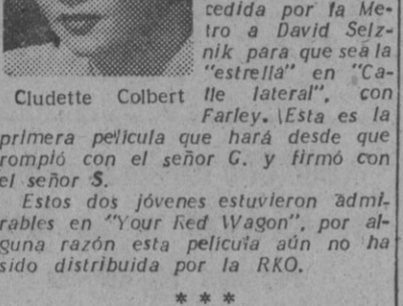 cedida por la Me-
tro a David Selz-
nik para que sea la
"estrella" en "Ca-
Cludette Colbert
lle lateral", con
Farley. \Esta es la
primera película que hará desde que
rompió con el señor G. y firmó con
el señor S.
Estos dos jóvenes estuvieron admi-
rables en "Your Red Wagon", por al-
guna razón esta película aún no ha
sido distribuida por la RKO.
* * *